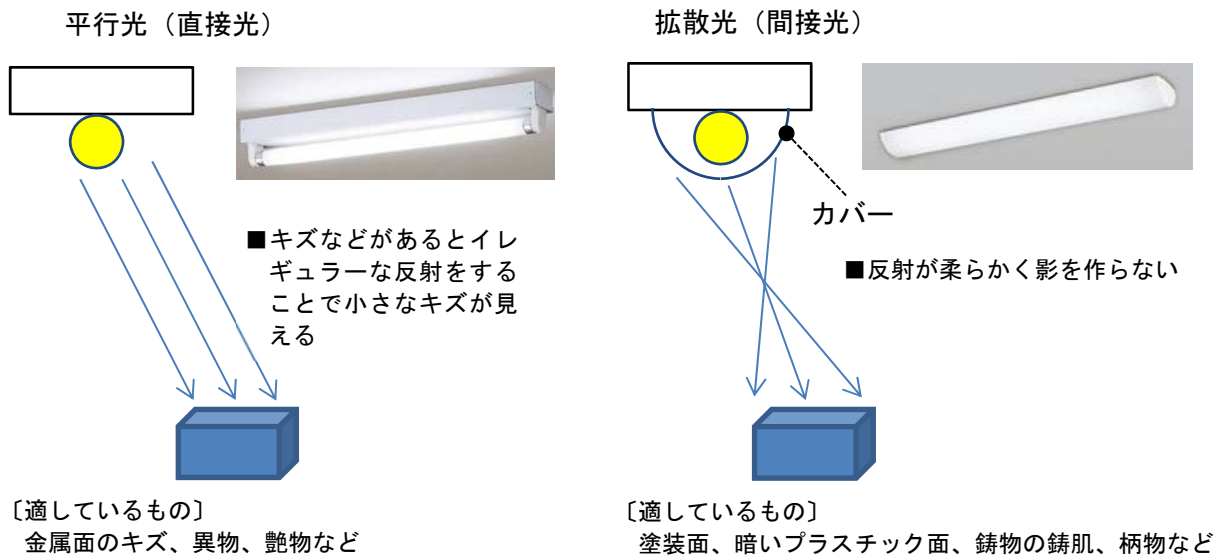 平行光（直接光）
■キズなどがあるとイレ
ギュラーな反射をする
ことで小さなキズが見
える
〔適しているもの〕
金属面のキズ、異物、艶物など
拡散光（間接光）
カバー
■反射が柔らかく影を作らない
〔適しているもの〕
塗装面、暗いプラスチック面、鋳物の鋳肌、柄物など